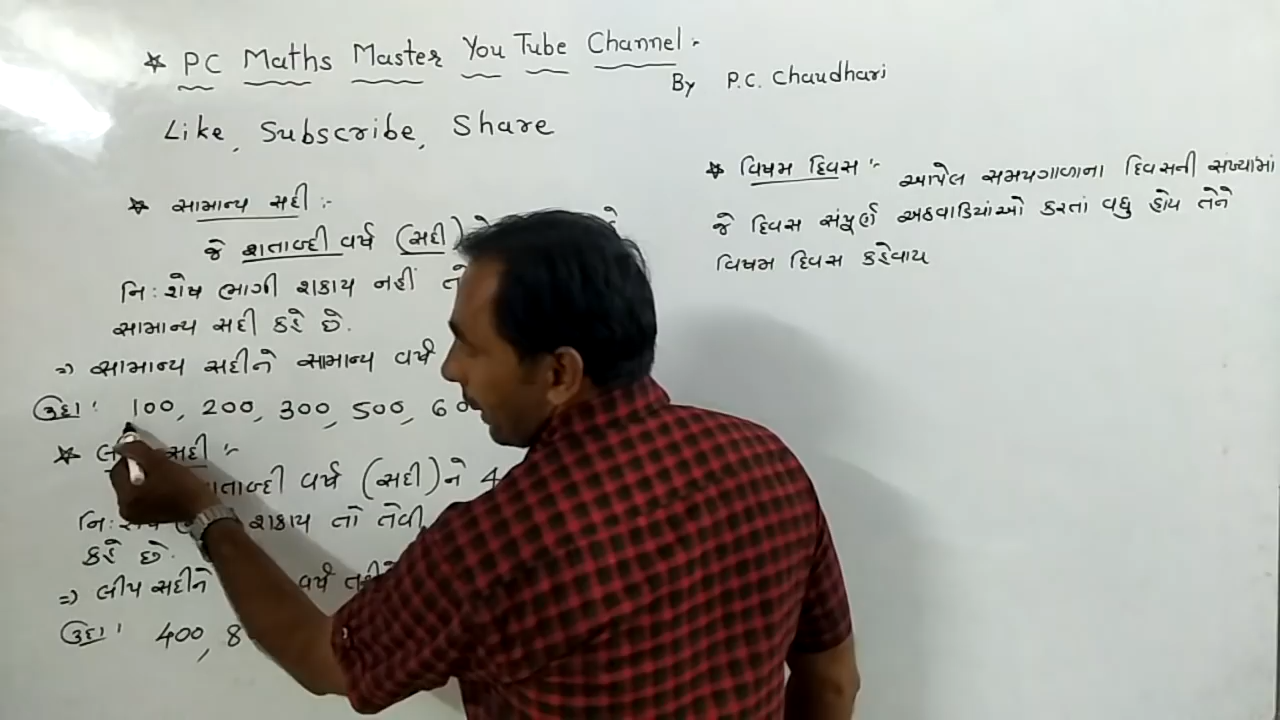 * PC Maths Master You Tube Channel :-
By P.C. Chaudhari
Like, Subscribe, Share
* સામાન્ય સદી :-
જે શતાબ્દી વર્ષ (સદી)
નિ:શેષ ભાગી શકાય નહીં તો
સામાન્ય સદી કહે છે.
⇒ સામાન્ય સદીને સામાન્ય વર્ષ
ઉદા: 100, 200, 300, 500, 60
* સદી :-
શતાબ્દી વર્ષ (સદી)ને 4
નિ:શેષ શકાય તો તેવી
કહે છે.
⇒ લીપ સદીને વર્ષ તરીકે
ઉદા: 400, 8
* વિષમ દિવસ :- આપેલ સમયગાળાના દિવસની સંખ્યામાં
જે દિવસ સંપૂર્ણ અઠવાડિયાંઓ કરતાં વધુ હોય તેને
વિષમ દિવસ કહેવાય